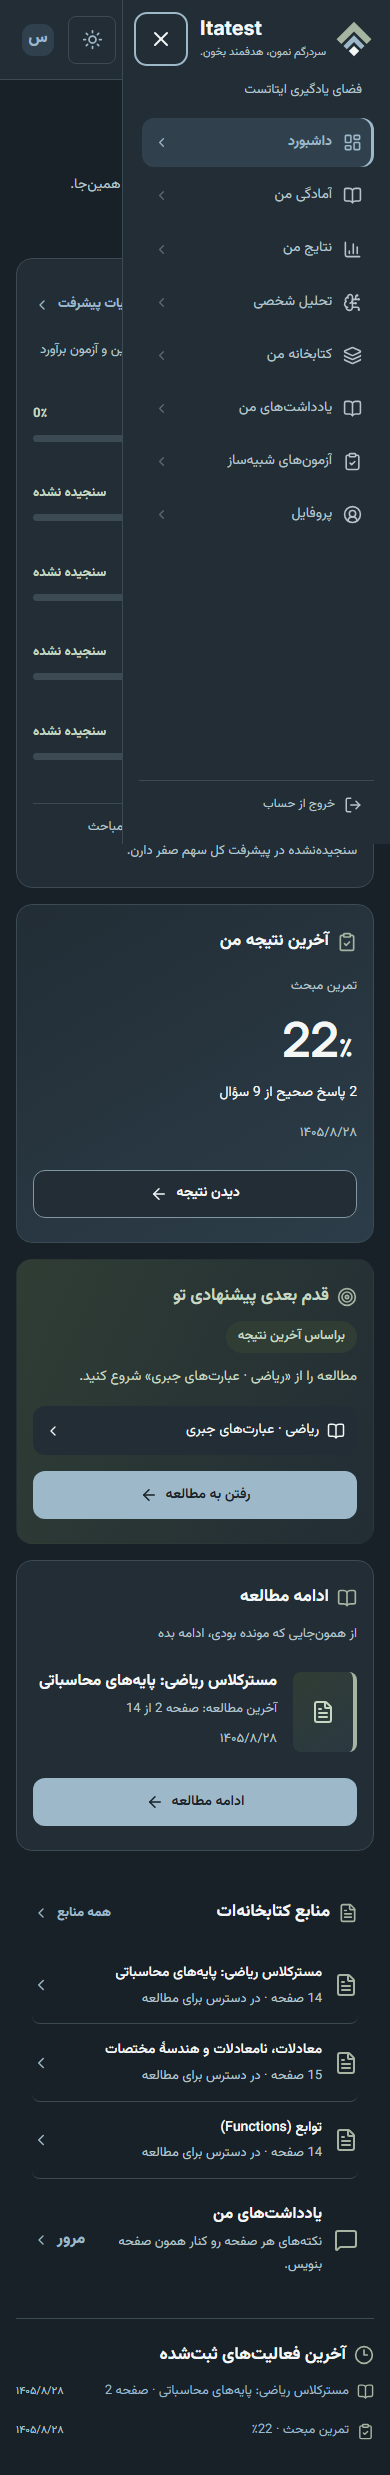 Itatest
سردرگم نمون، هدفمند بخون.
س
فضای یادگیری ایتاتست
داشبورد
آمادگی من
نتایج من
تحلیل شخصی
کتابخانه من
یادداشت‌های من
آزمون‌های شبیه‌ساز
پروفایل
خروج از حساب
همین‌جا.
یات پیشرفت
ین و آزمون برآورد
0٪
سنجیده نشده
سنجیده نشده
سنجیده نشده
سنجیده نشده
مباحث
سنجیده‌نشده در پیشرفت کل سهم صفر دارن.
آخرین نتیجه من
تمرین مبحث
22٪
2 پاسخ صحیح از 9 سؤال
۱۴۰۵/۸/۲۸
دیدن نتیجه
قدم بعدی پیشنهادی تو
براساس آخرین نتیجه
مطالعه را از «ریاضی · عبارت‌های جبری» شروع کنید.
ریاضی · عبارت‌های جبری
رفتن به مطالعه
ادامه مطالعه
از همون‌جایی که مونده بودی، ادامه بده
مسترکلاس ریاضی: پایه‌های محاسباتی
آخرین مطالعه: صفحه 2 از 14
۱۴۰۵/۸/۲۸
ادامه مطالعه
منابع کتابخانه‌ات
همه منابع
مسترکلاس ریاضی: پایه‌های محاسباتی
14 صفحه · در دسترس برای مطالعه
معادلات، نامعادلات و هندسهٔ مختصات
15 صفحه · در دسترس برای مطالعه
توابع (Functions)
14 صفحه · در دسترس برای مطالعه
یادداشت‌های من
نکته‌های هر صفحه رو کنار همون صفحه
بنویس.
مرور
آخرین فعالیت‌های ثبت‌شده
مسترکلاس ریاضی: پایه‌های محاسباتی · صفحه 2
۱۴۰۵/۸/۲۸
تمرین مبحث · 22٪
۱۴۰۵/۸/۲۸